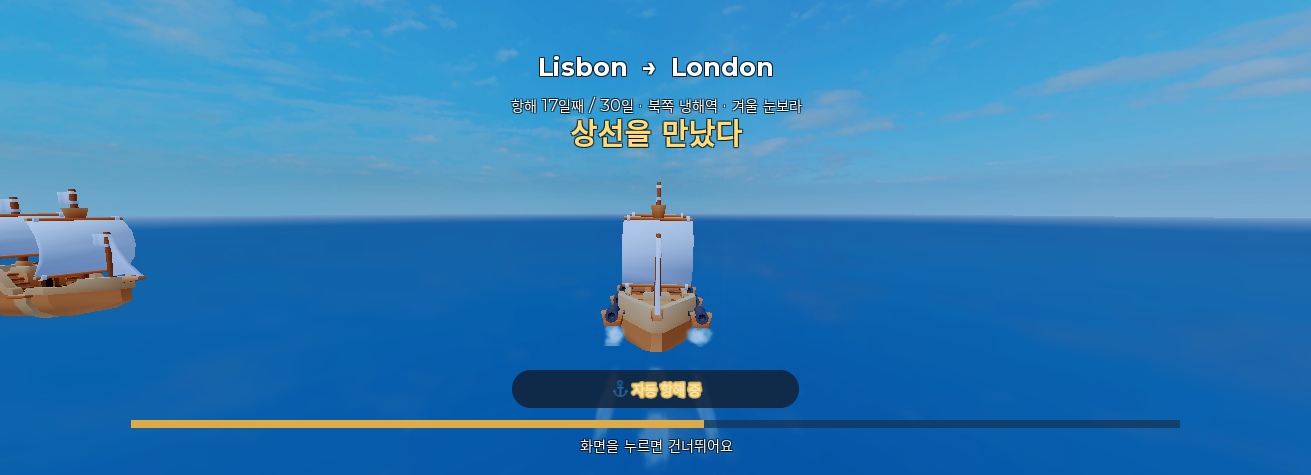 Lisbon → London
항해 17일째 / 30일 · 북쪽 냉해역 · 겨울 눈보라
상선을 만났다
⚓ 자동 항해 중
화면을 누르면 건너뛰어요